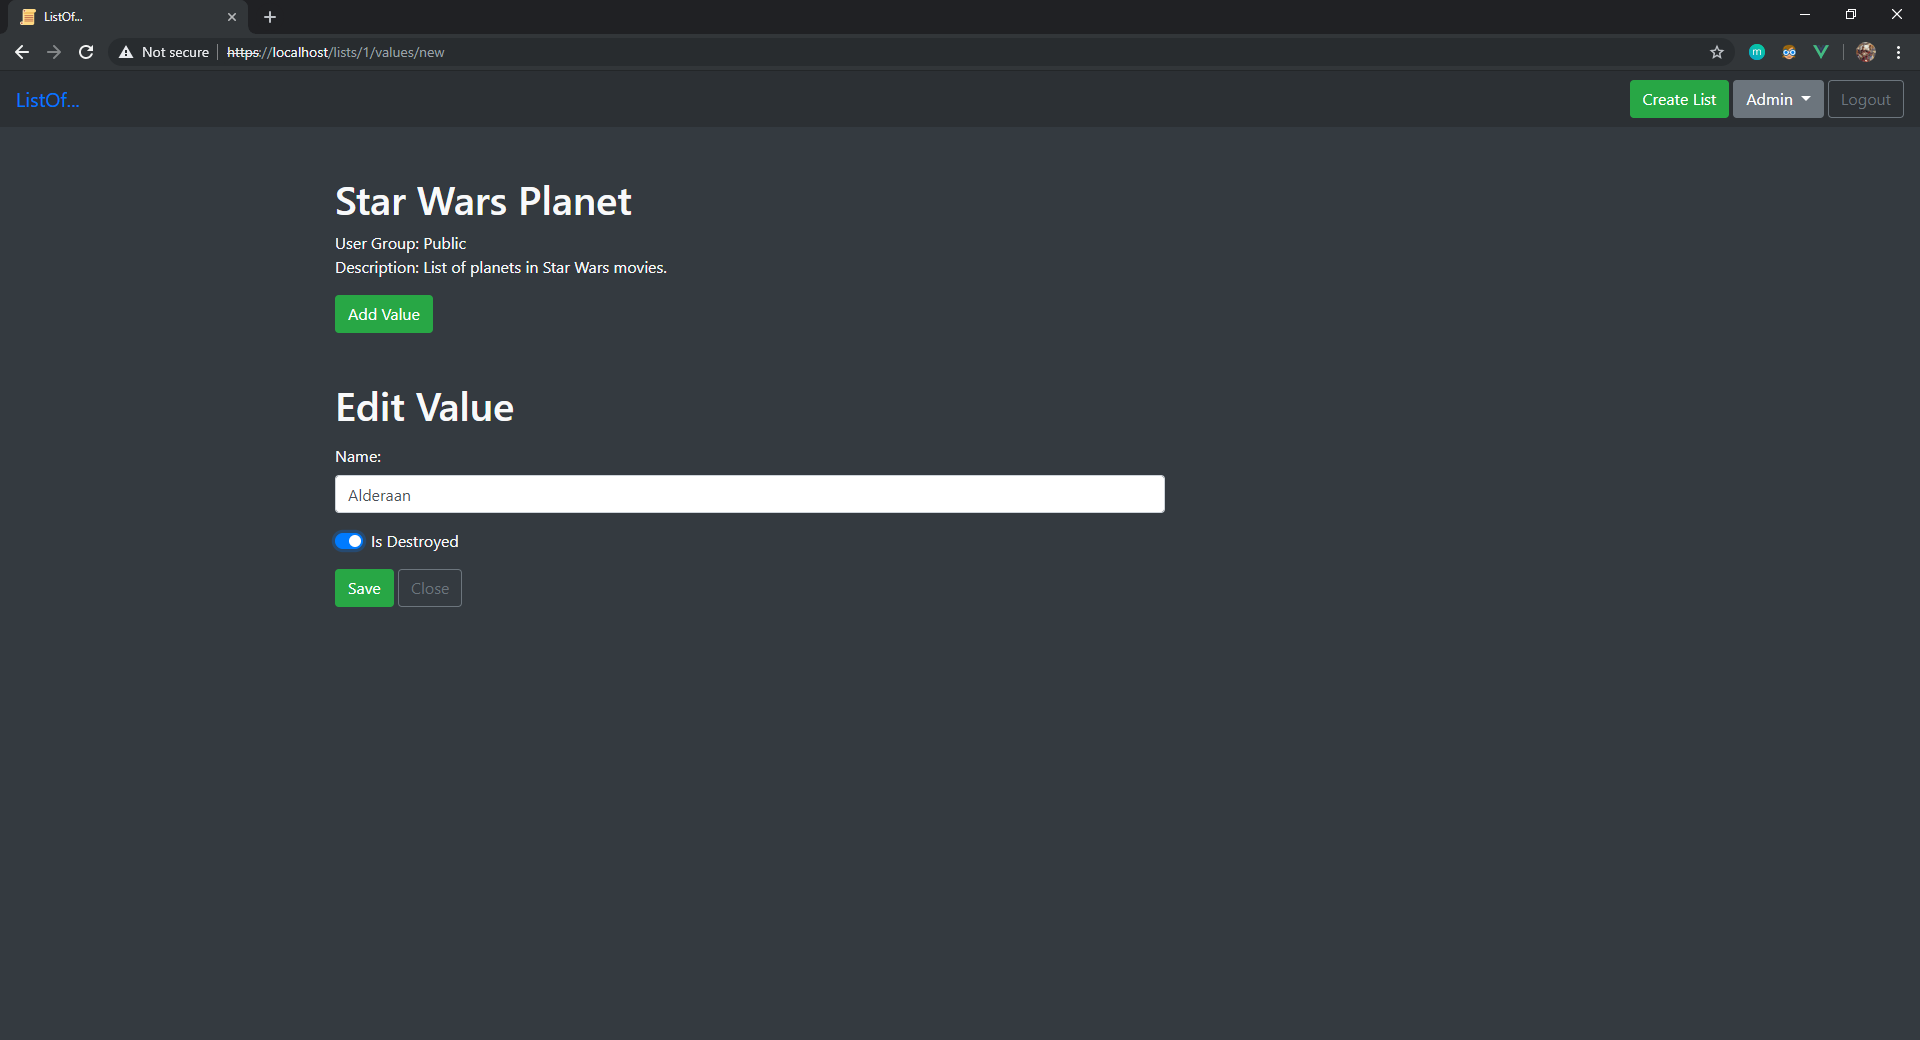 ListOf...
Not secure
https://localhost/lists/1/values/new
m
ListOf...
Create List
Admin
Logout
Star Wars Planet
User Group: Public
Description: List of planets in Star Wars movies.
Add Value
Edit Value
Name:
Alderaan
Is Destroyed
Save
Close